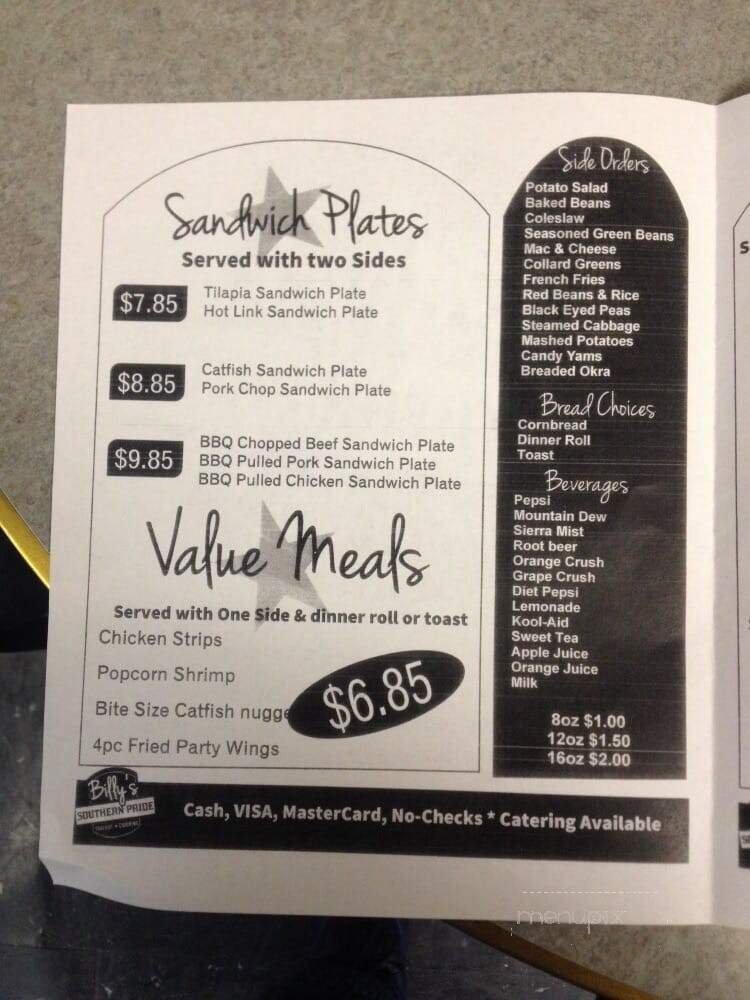 Sandwich Plates
Served with two Sides
$7.85
Tilapia Sandwich Plate
Hot Link Sandwich Plate
$8.85
Catfish Sandwich Plate
Pork Chop Sandwich Plate
$9.85
BBQ Chopped Beef Sandwich Plate
BBQ Pulled Pork Sandwich Plate
BBQ Pulled Chicken Sandwich Plate
Value Meals
Served with One Side & dinner roll or toast
Chicken Strips
Popcorn Shrimp
Bite Size Catfish nugge
4pc Fried Party Wings
$6.85
Side Orders
Potato Salad
Baked Beans
Coleslaw
Seasoned Green Beans
Mac & Cheese
Collard Greens
French Fries
Red Beans & Rice
Black Eyed Peas
Steamed Cabbage
Mashed Potatoes
Candy Yams
Breaded Okra
Bread Choices
Cornbread
Dinner Roll
Toast
Beverages
Pepsi
Mountain Dew
Sierra Mist
Root beer
Orange Crush
Grape Crush
Diet Pepsi
Lemonade
Kool-Aid
Sweet Tea
Apple Juice
Orange Juice
Milk
8oz $1.00
12oz $1.50
16oz $2.00
Billy's
SOUTHERN PRIDE
Cash, VISA, MasterCard, No-Checks * Catering Available
menupix